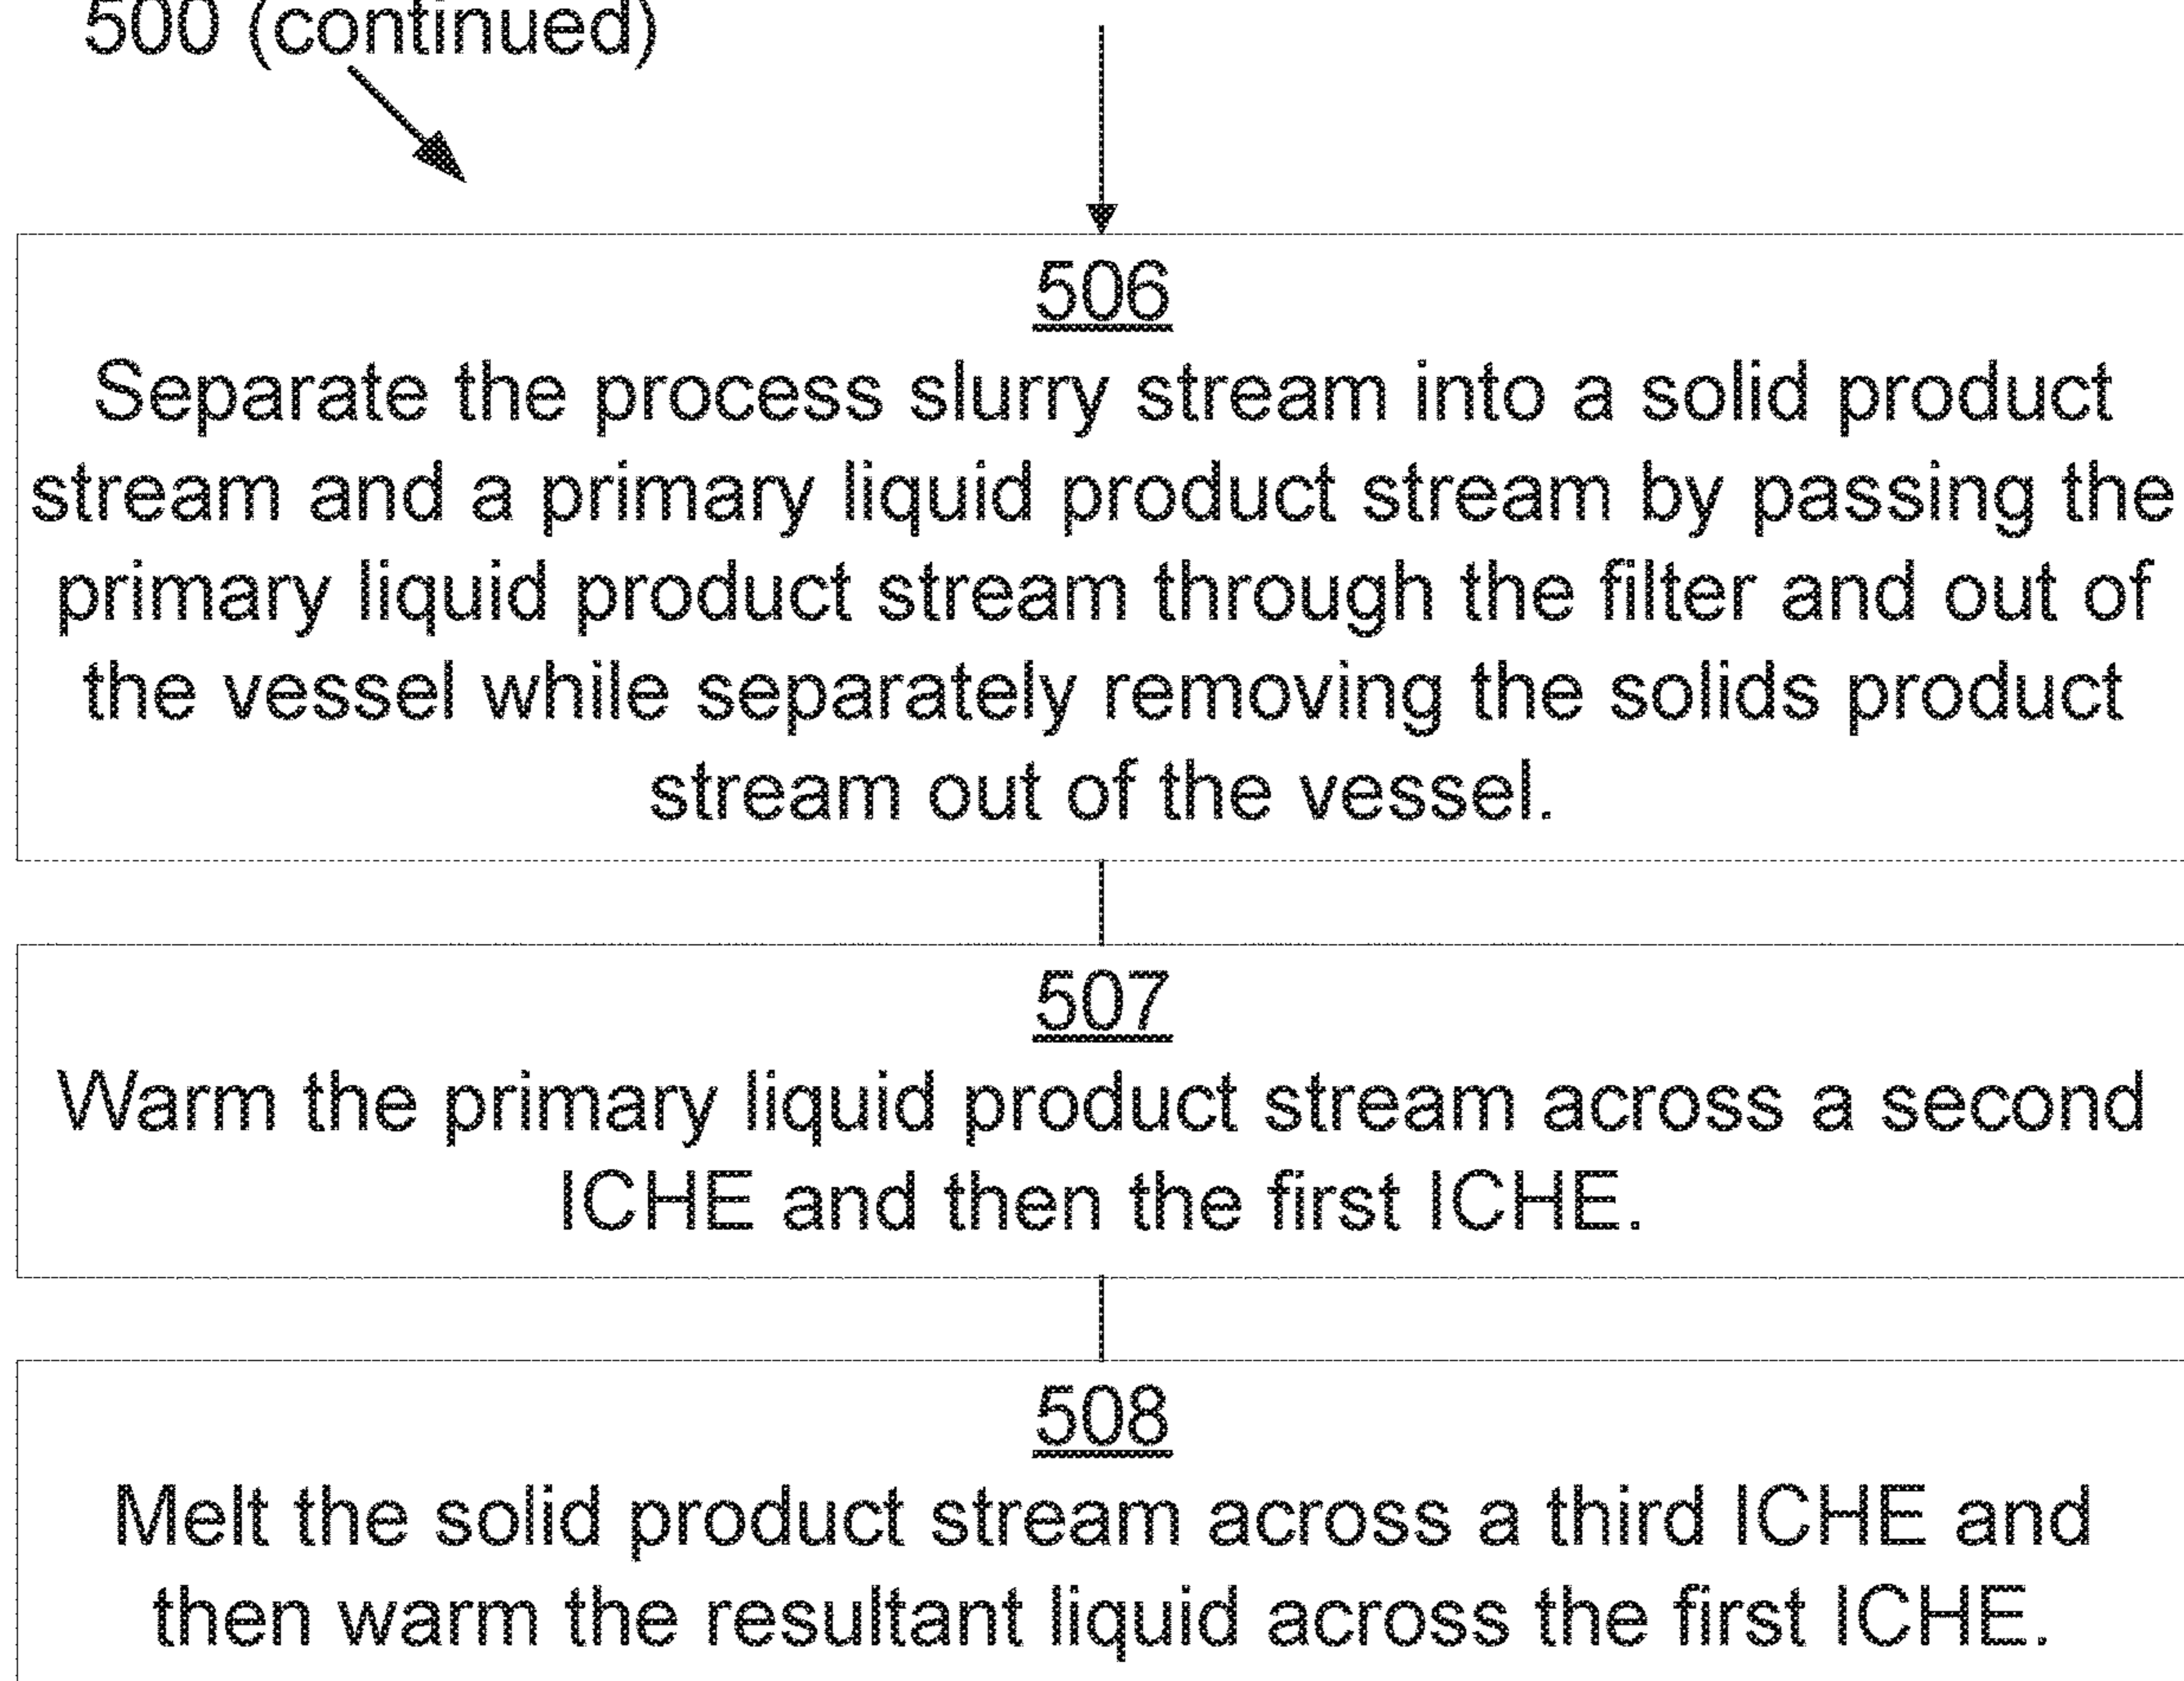 500 (continued)
506
Separate the process slurry stream into a solid product
stream and a primary liquid product stream by passing the
primary liquid product stream through the filter and out of
the vessel while separately removing the solids product
stream out of the vessel.
507
Warm the primary liquid product stream across a second
ICHE and then the first ICHE.
508
Melt the solid product stream across a third ICHE and
then warm the resultant liquid across the first ICHE.